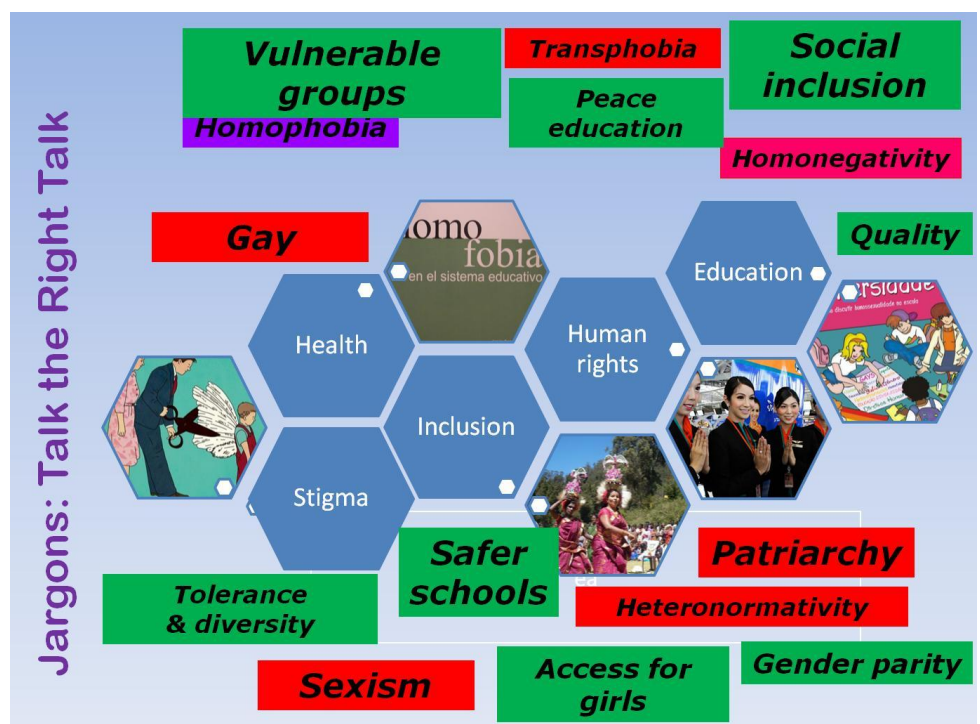 Jargons: Talk the Right Talk
Vulnerable
groups
Transphobia
Social
inclusion
Peace
education
Homophobia
Homonegativity
Gay
Quality
omo
fobia
en el sistema educativo
Education
Health
Human
rights
Inclusion
Stigma
Safer
schools
Patriarchy
Tolerance
& diversity
Heteronormativity
Sexism
Access for
girls
Gender parity